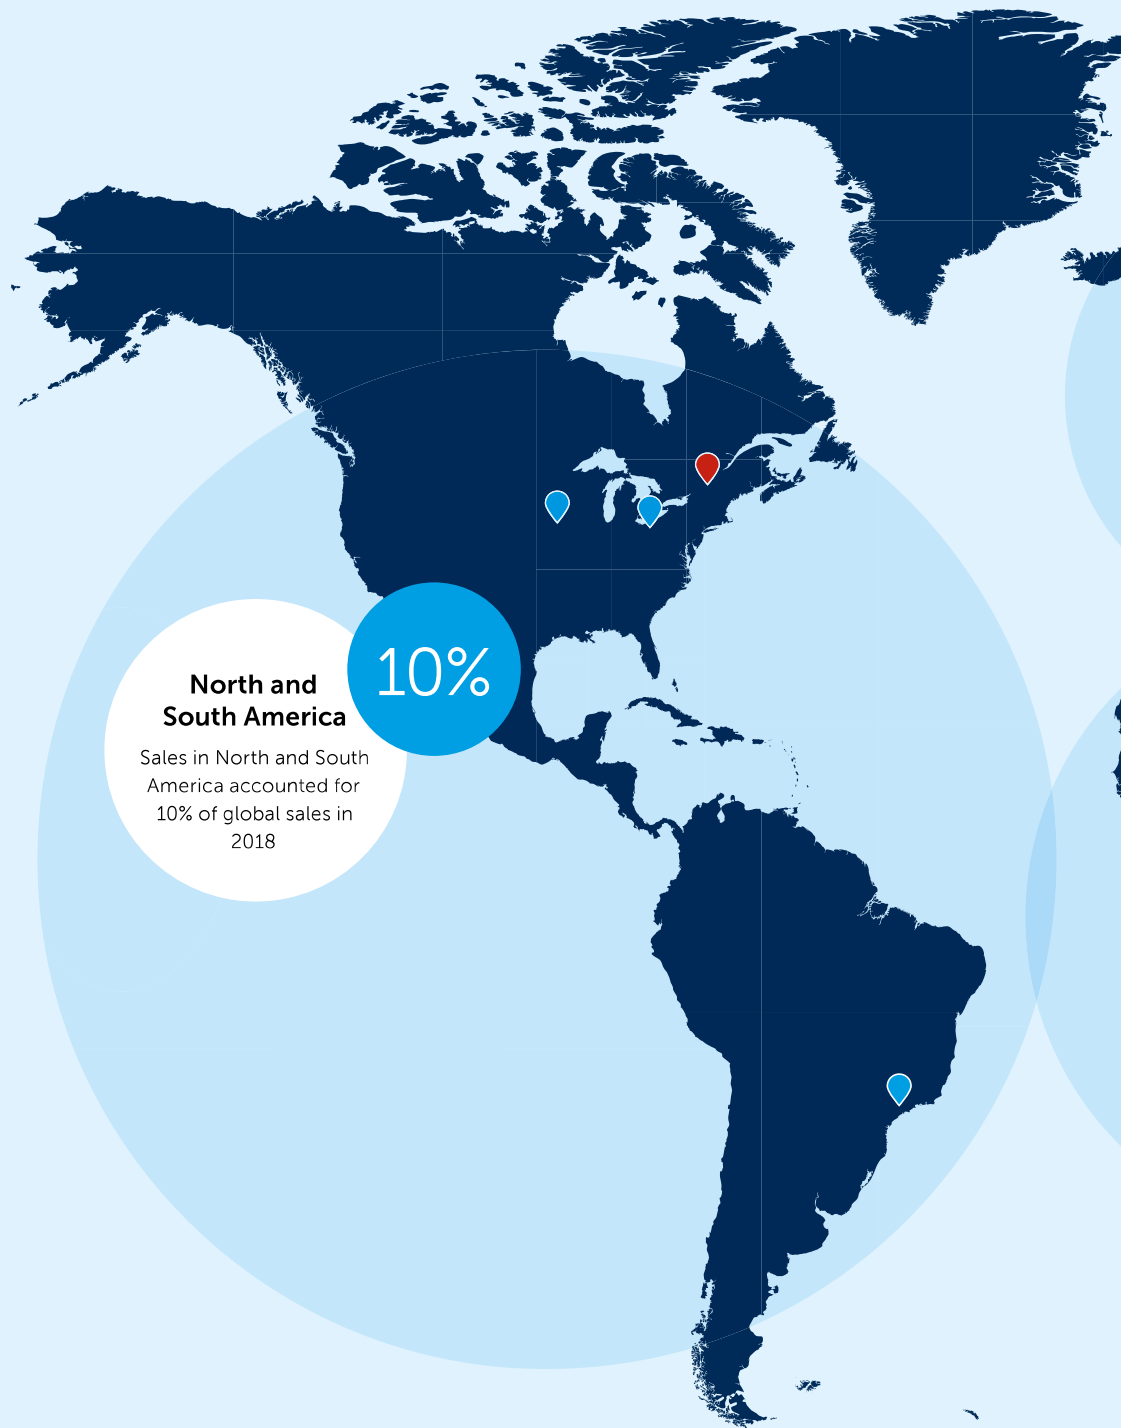 10%
North and
South America
Sales in North and South
America accounted for
10% of global sales in
2018